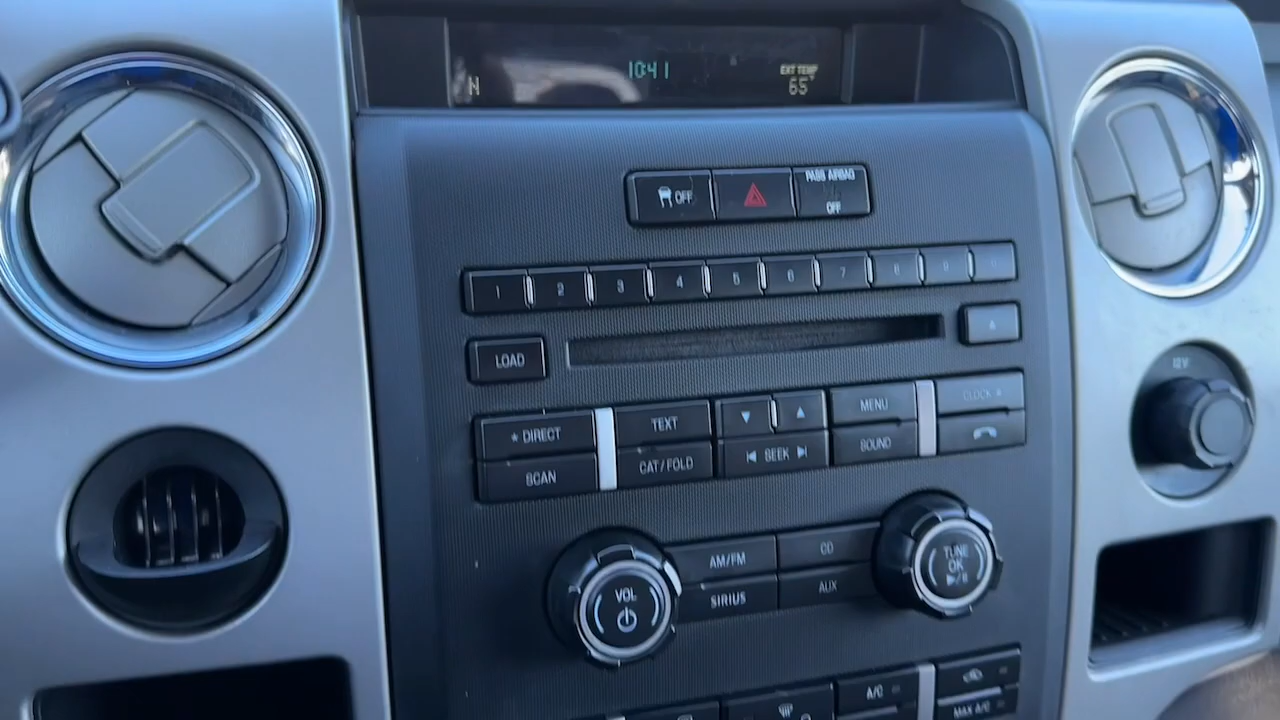 10:41
EXT TEMP
N
65°
OFF
PASS AIRBAG
OFF
1 2 3 4 5 6 7 8 9
LOAD
* DIRECT
TEXT
MENU
CLOCK
SCAN
CAT/FOLD
SEEK
SOUND
12V
VOL
AM/FM
CD
SIRIUS
AUX
TUNE
OK
A/C
MAX A/C